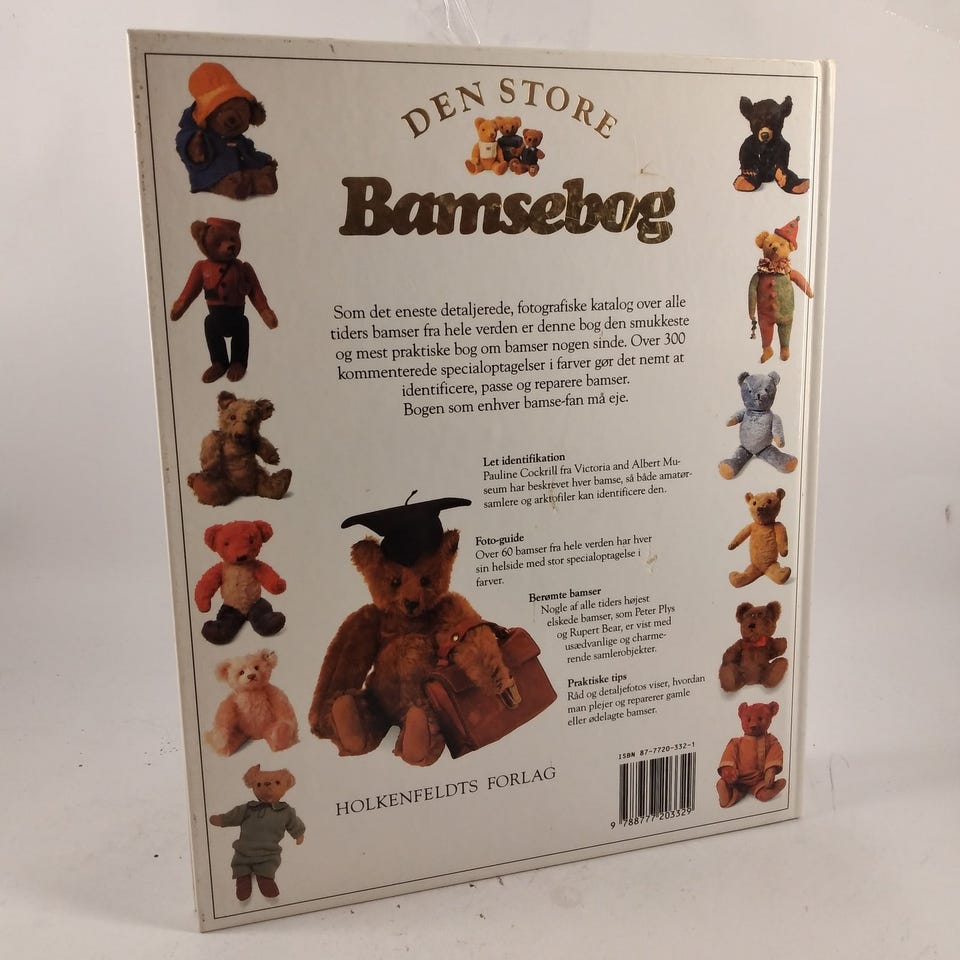 DEN STORE
Bamsebog
Som det eneste detaljerede, fotografiske katalog over alle
tiders bamser fra hele verden er denne bog den smukkeste
og mest praktiske bog om bamser nogen sinde. Over 300
kommenterede specialoptagelser i farver gør det nemt at
identificere, passe og reparere bamser.
Bogen som enhver bamse-fan må eje.
Let identifikation
Pauline Cockrill fra Victoria and Albert Mu-
seum har beskrevet hver bamse, så både amatør-
samlere og arktofiler kan identificere den.
Foto-guide
Over 60 bamser fra hele verden har hver
sin helside med stor specialoptagelse i
farver.
Berømte bamser
Nogle af alle tiders højest
elskede bamser, som Peter Plys
og Rupert Bear, er vist med
usædvanlige og charme-
rende samlerobjekter.
Praktiske tips
Råd og detaljefotos viser, hvordan
man plejer og reparerer gamle
eller ødelagte bamser.
HOLKENFELDTS FORLAG
ISBN 87-7720-332-1
9 788777 203329